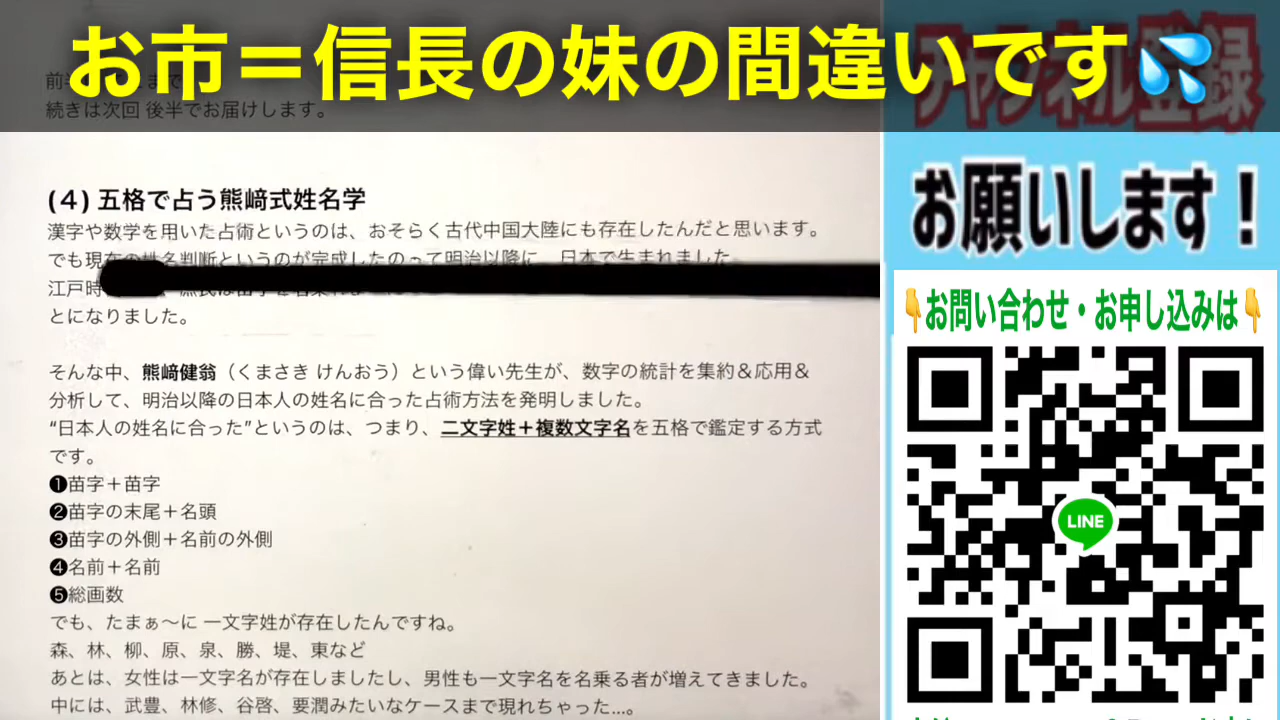 お市＝信長の妹の間違いです💦
続きは次回 後半でお届けします。
(４) 五格で占う熊﨑式姓名学
漢字や数学を用いた占術というのは、おそらく古代中国大陸にも存在したんだと思います。
でも現在の姓名判断というのが完成したのって明治以降に、日本で生まれました。
江戸時
とになりました。
そんな中、熊﨑健翁（くまさき けんおう）という偉い先生が、数字の統計を集約＆応用＆
分析して、明治以降の日本人の姓名に合った占術方法を発明しました。
“日本人の姓名に合った”というのは、つまり、二文字姓＋複数文字名を五格で鑑定する方式
です。
❶苗字＋苗字
❷苗字の末尾＋名頭
❸苗字の外側＋名前の外側
❹名前＋名前
❺総画数
でも、たまぁ〜に 一文字姓が存在したんですね。
森、林、柳、原、泉、勝、堤、東など
あとは、女性は一文字名が存在しましたし、男性も一文字名を名乗る者が増えてきました。
中には、武豊、林修、谷啓、要潤みたいなケースまで現れちゃった…。
チャンネル登録
お願いします！
👇お問い合わせ・お申し込みは👇
LINE